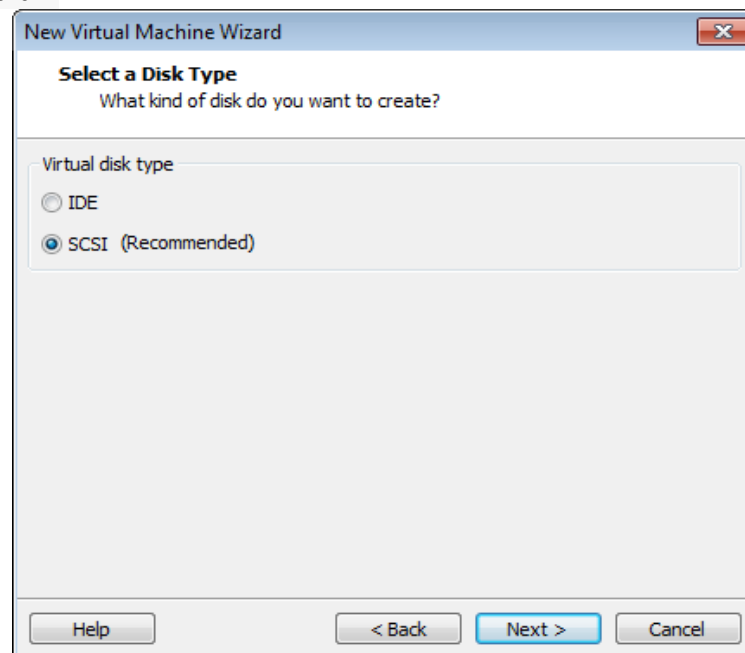 New Virtual Machine Wizard
Select a Disk Type
What kind of disk do you want to create?
Virtual disk type
IDE
SCSI (Recommended)
Help
< Back
Next >
Cancel